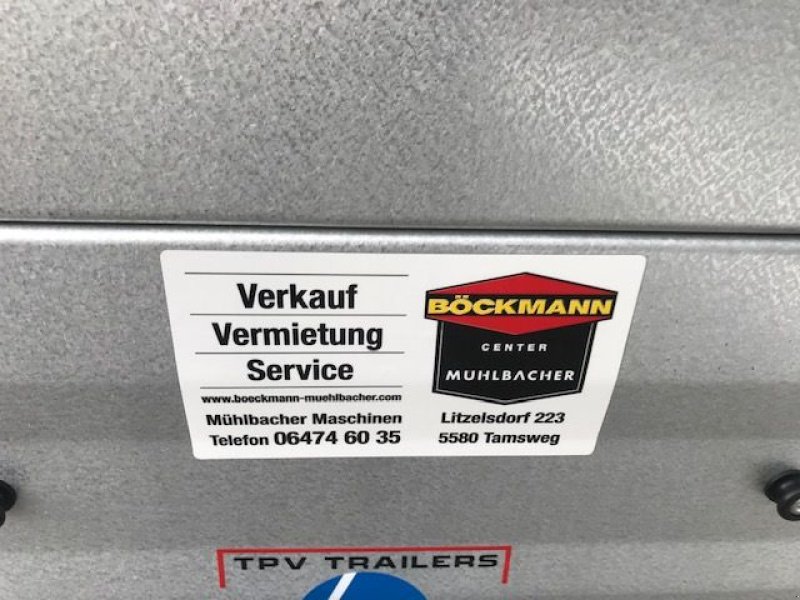 Verkauf
Vermietung
Service
www.boeckmann-muehlbacher.com
Mühlbacher Maschinen
Telefon 06474 60 35
BÖCKMANN
CENTER
MÜHLBACHER
Litzelsdorf 223
5580 Tamsweg
TPV TRAILERS